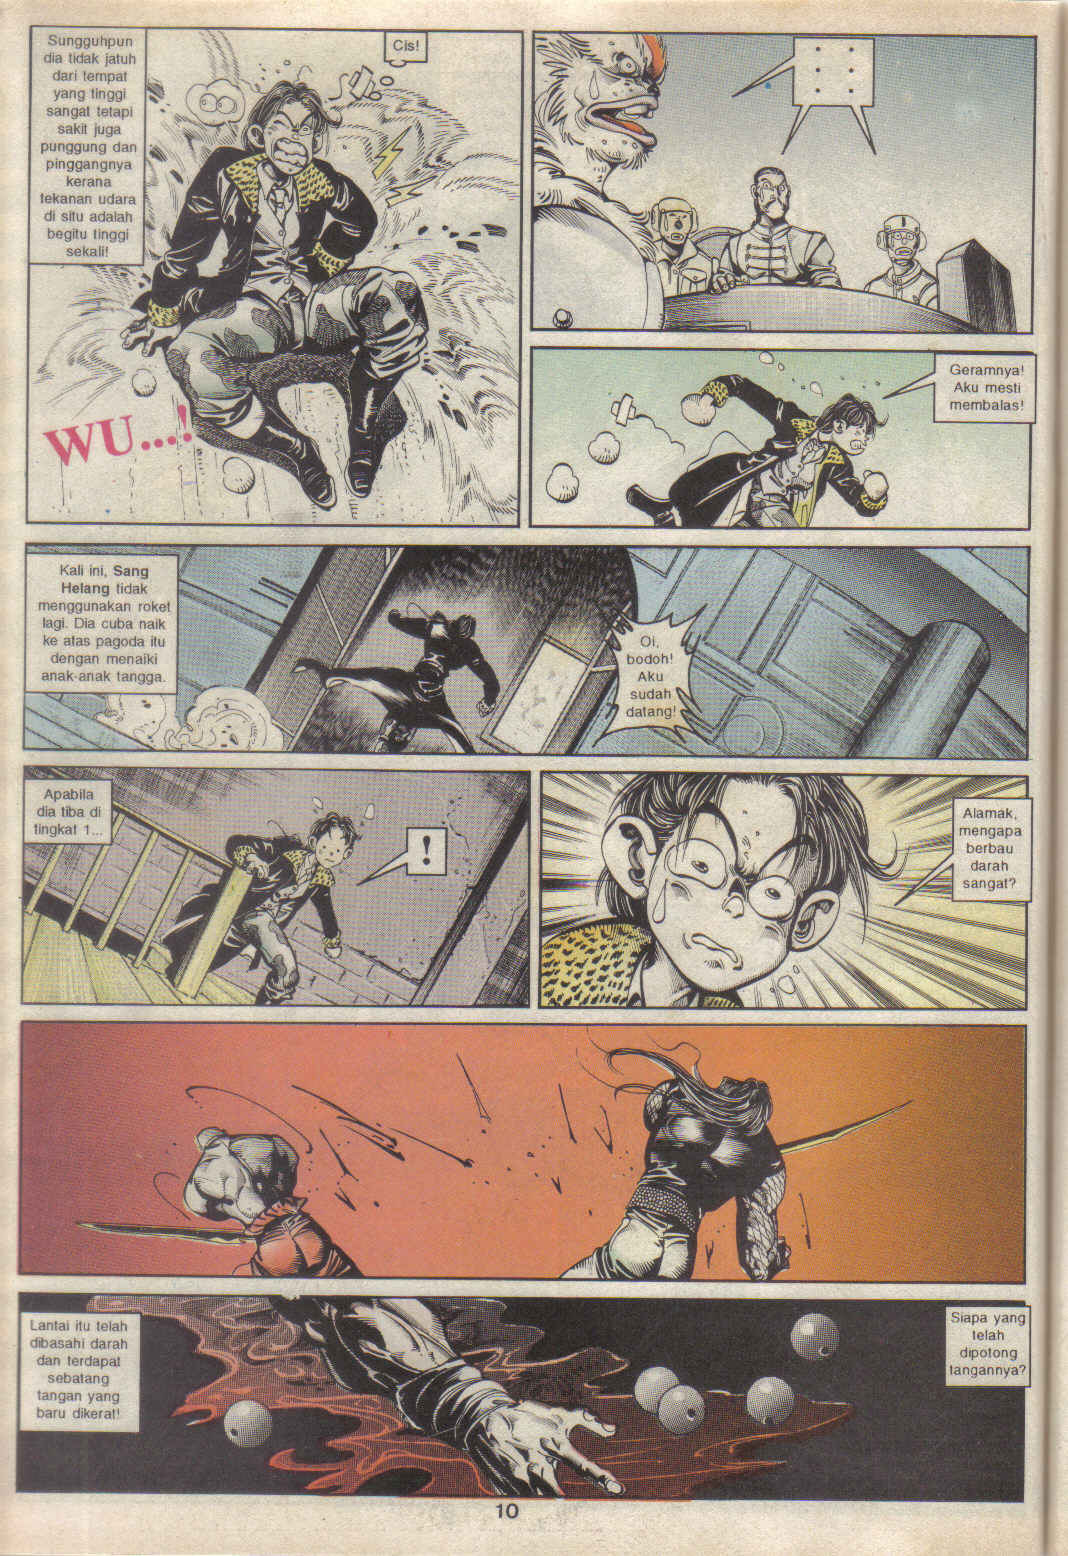 Sungguhpun
dia tidak jatuh
dari tempat
yang tinggi
sangat tetapi
sakit juga
punggung dan
pinggangnya
kerana
tekanan udara
di situ adalah
begitu tinggi
sekali!
Cis!
WU...!
Geramnya!
Aku mesti
membalas!
Kali ini, Sang
Helang tidak
menggunakan roket
lagi. Dia cuba naik
ke atas pagoda itu
dengan menaiki
anak-anak tangga.
Oi,
bodoh!
Aku
sudah
datang!
Apabila
dia tiba di
tingkat 1...
!
Alamak,
mengapa
berbau
darah
sangat?
Lantai itu telah
dibasahi darah
dan terdapat
sebatang
tangan yang
baru dikerat!
Siapa yang
telah
dipotong
tangannya?
10